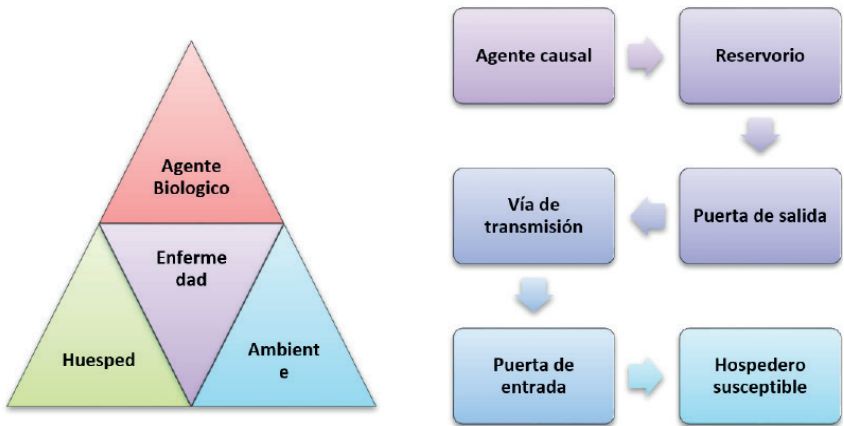 Agente
Biologico
Enferme
dad
Huesped
Ambient
e
Agente causal
Reservorio
Vía de
transmisión
Puerta de salida
Puerta de
entrada
Hospedero
susceptible